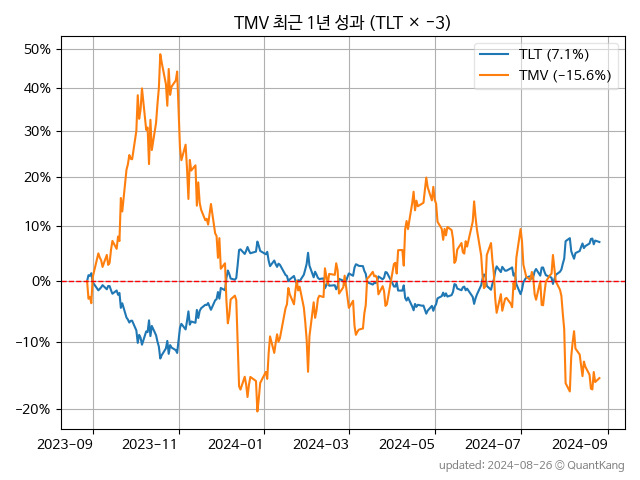 TMV 최근 1년 성과 (TLT × −3)
TLT (7.1%)
TMV (−15.6%)
50%
40%
30%
20%
10%
0%
−10%
−20%
2023-09 2023-11 2024-01 2024-03 2024-05 2024-07 2024-09
updated: 2024-08-26 © QuantKang